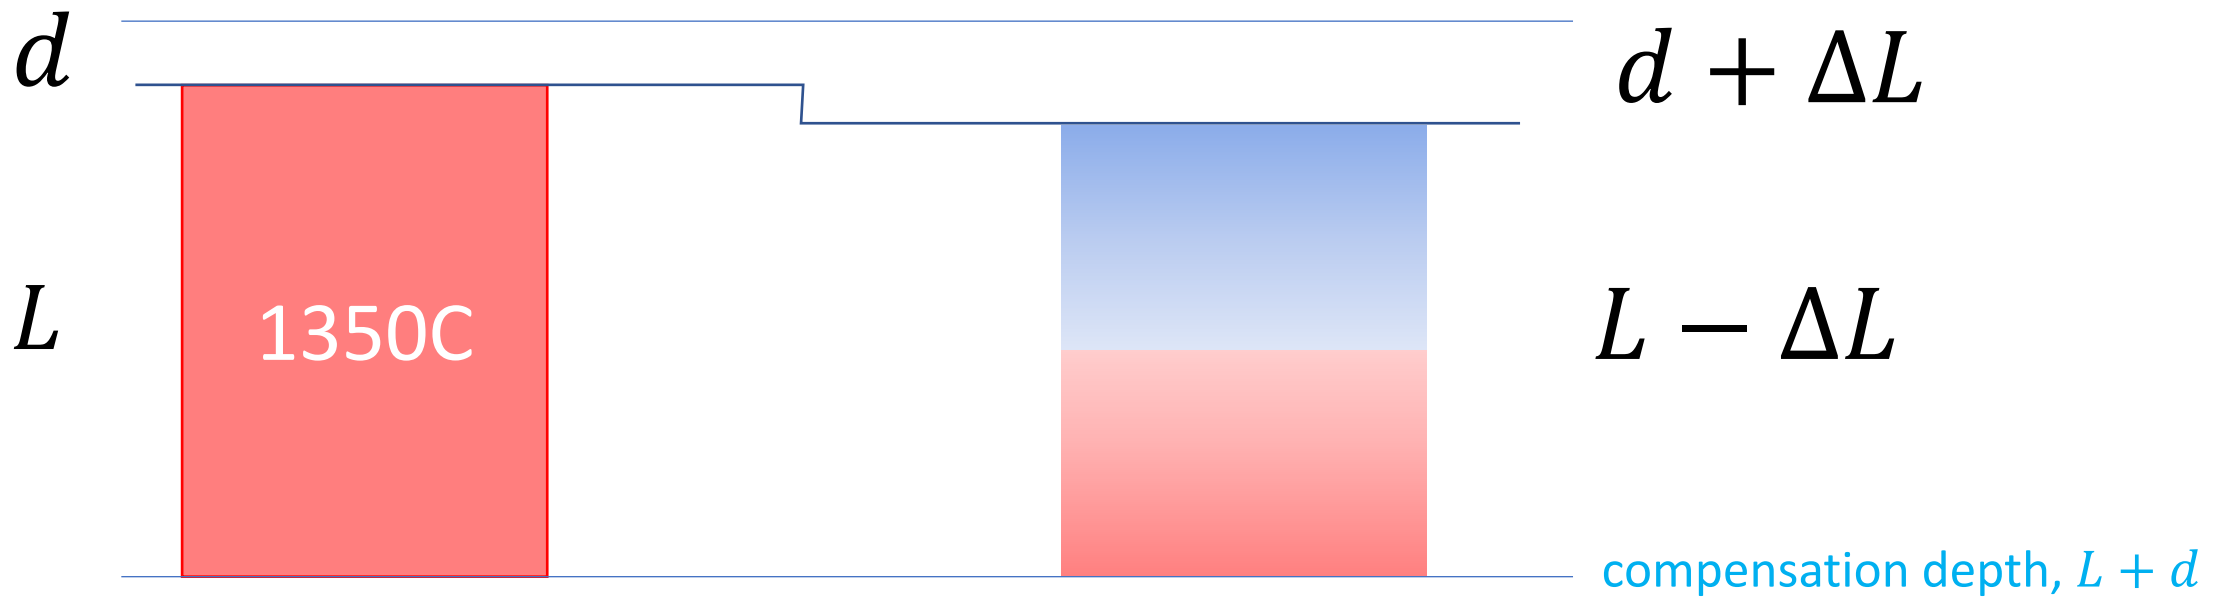 d
d + ΔL
L
1350C
L − ΔL
compensation depth, L + d